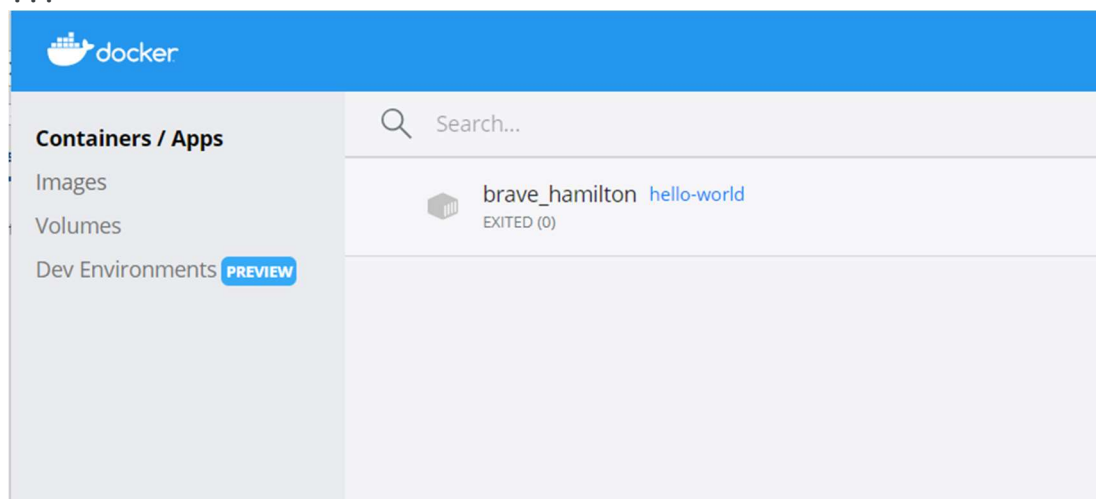 docker
Containers / Apps
Images
Volumes
Dev Environments PREVIEW
Search...
brave_hamilton hello-world
EXITED (0)